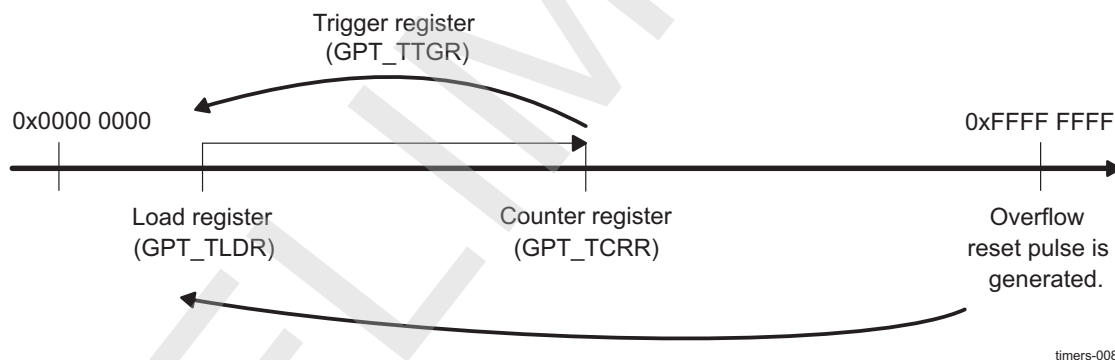 Trigger register
(GPT_TTGR)
0x0000 0000
0xFFFF FFFF
Load register
(GPT_TLDR)
Counter register
(GPT_TCRR)
Overflow
reset pulse is
generated.
timers-008